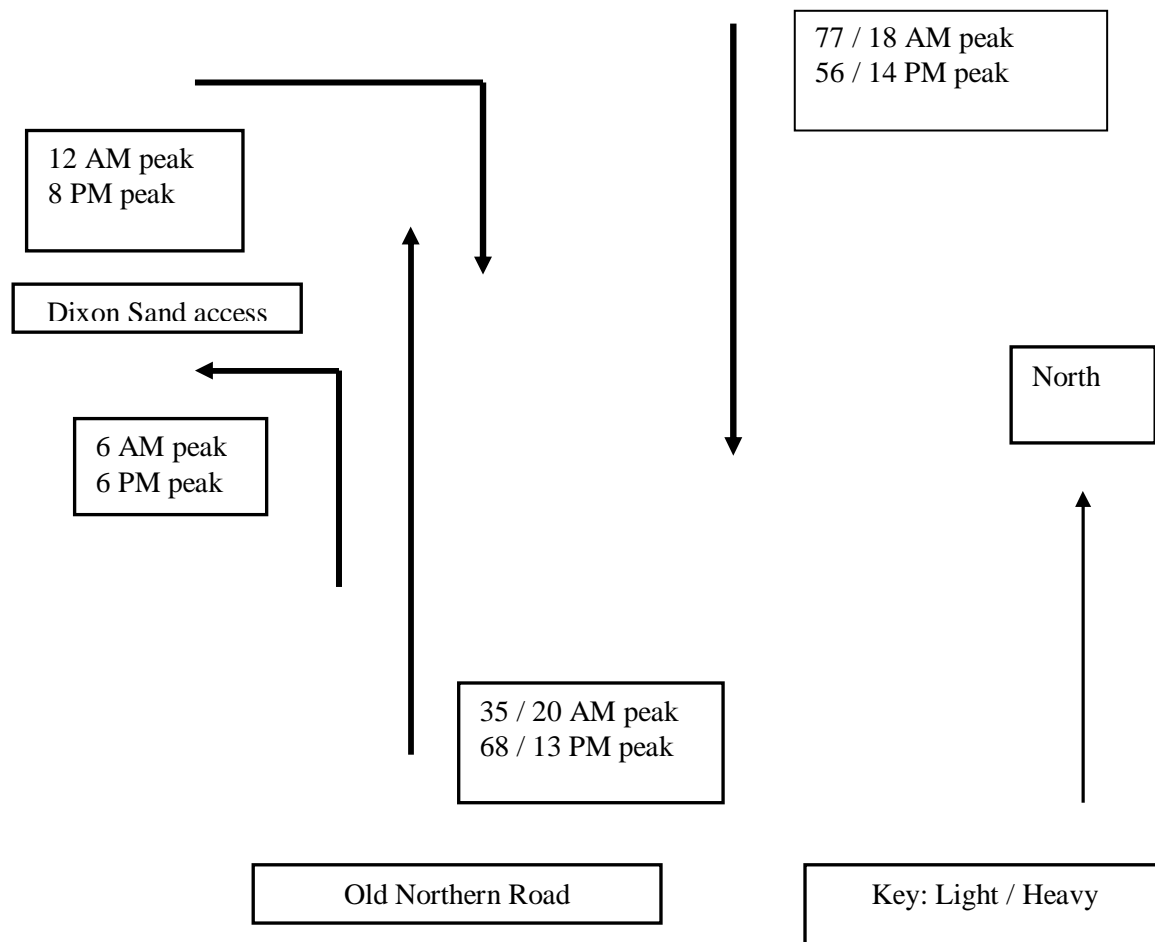 77 / 18 AM peak
56 / 14 PM peak
12 AM peak
8 PM peak
Dixon Sand access
North
6 AM peak
6 PM peak
35 / 20 AM peak
68 / 13 PM peak
Old Northern Road
Key: Light / Heavy